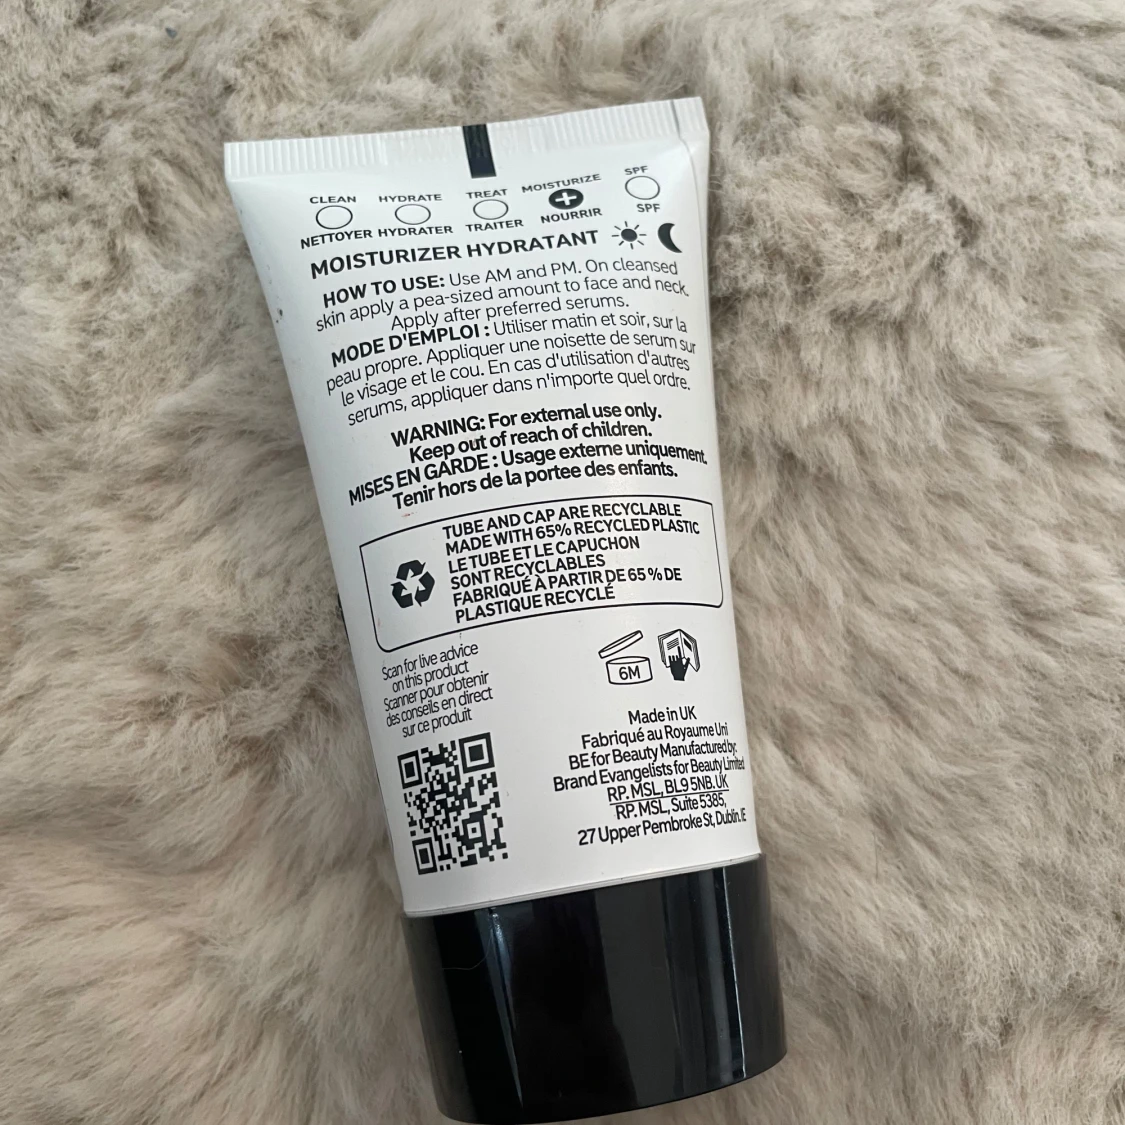 CLEAN HYDRATE TREAT MOISTURIZE SPF
NETTOYER HYDRATER TRAITER NOURRIR SPF
MOISTURIZER HYDRATANT
HOW TO USE: Use AM and PM. On cleansed
skin apply a pea-sized amount to face and neck.
Apply after preferred serums.
MODE D'EMPLOI : Utiliser matin et soir, sur la
peau propre. Appliquer une noisette de serum sur
le visage et le cou. En cas d'utilisation d'autres
serums, appliquer dans n'importe quel ordre.
WARNING: For external use only.
Keep out of reach of children.
MISES EN GARDE : Usage externe uniquement.
Tenir hors de la portee des enfants.
TUBE AND CAP ARE RECYCLABLE
MADE WITH 65% RECYCLED PLASTIC
LE TUBE ET LE CAPUCHON
SONT RECYCLABLES
FABRIQUÉ À PARTIR DE 65 % DE
PLASTIQUE RECYCLÉ
Scan for live advice
on this product
Scanner pour obtenir
des conseils en direct
sur ce produit
6M
Made in UK
Fabriqué au Royaume Uni
BE for Beauty Manufactured by:
Brand Evangelists for Beauty Limited
RP. MSL, BL9 5NB. UK
RP. MSL, Suite 5385,
27 Upper Pembroke St, Dublin. IE